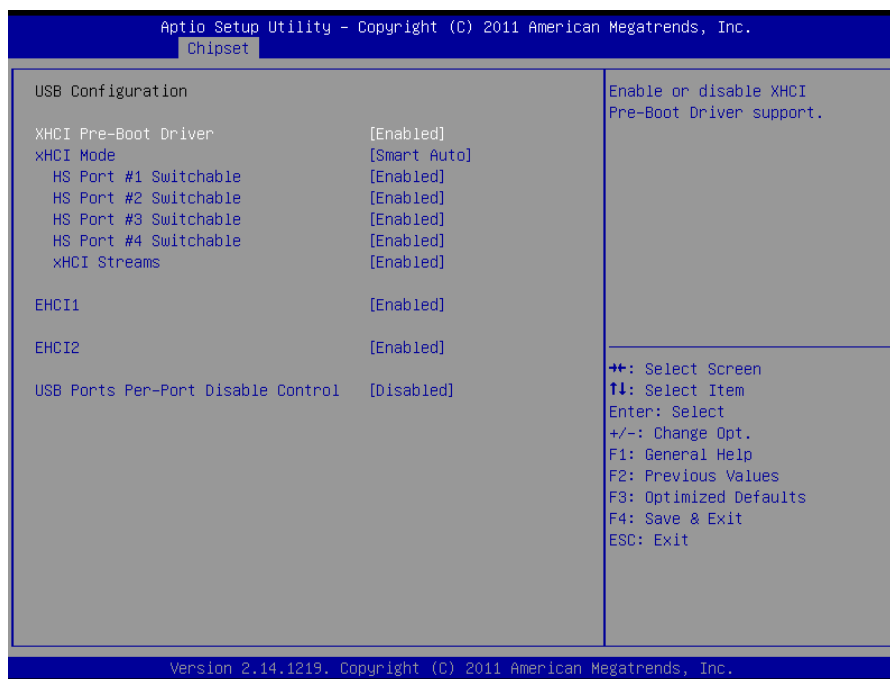 Aptio Setup Utility – Copyright (C) 2011 American Megatrends, Inc.
Chipset
USB Configuration
XHCI Pre-Boot Driver [Enabled]
xHCI Mode [Smart Auto]
HS Port #1 Switchable [Enabled]
HS Port #2 Switchable [Enabled]
HS Port #3 Switchable [Enabled]
HS Port #4 Switchable [Enabled]
xHCI Streams [Enabled]
EHCI1 [Enabled]
EHCI2 [Enabled]
USB Ports Per-Port Disable Control [Disabled]
Enable or disable XHCI
Pre-Boot Driver support.
→←: Select Screen
↑↓: Select Item
Enter: Select
+/-: Change Opt.
F1: General Help
F2: Previous Values
F3: Optimized Defaults
F4: Save & Exit
ESC: Exit
Version 2.14.1219. Copyright (C) 2011 American Megatrends, Inc.